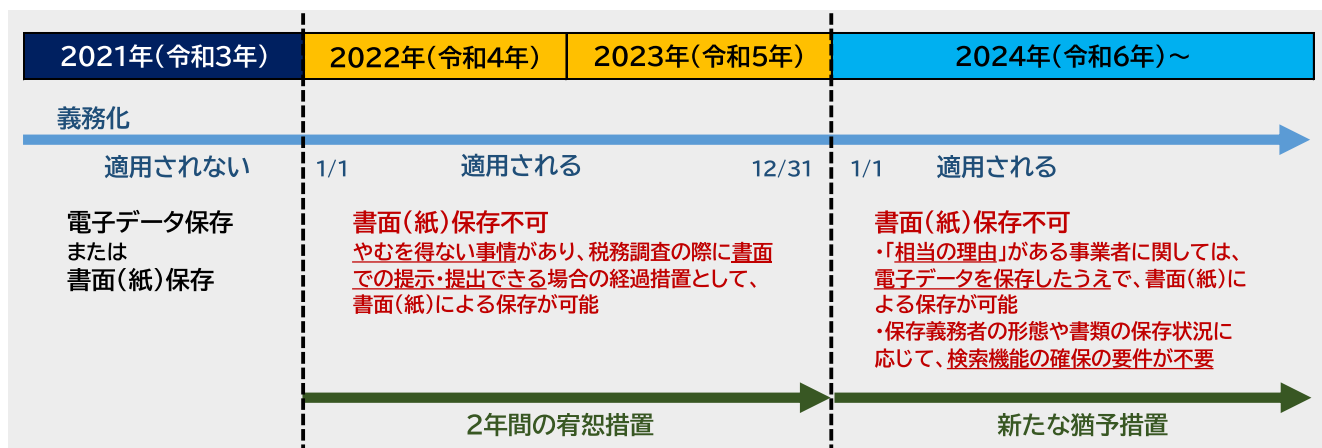 2021年(令和3年)
2022年(令和4年)
2023年(令和5年)
2024年(令和6年)～
義務化
適用されない
1/1
適用される
12/31
1/1
適用される
電子データ保存
または
書面(紙)保存
書面(紙)保存不可
やむを得ない事情があり、税務調査の際に書面
での提示・提出できる場合の経過措置として、
書面(紙)による保存が可能
書面(紙)保存不可
・「相当の理由」がある事業者に関しては、
電子データを保存したうえで、書面(紙)に
よる保存が可能
・保存義務者の形態や書類の保存状況に
応じて、検索機能の確保の要件が不要
2年間の宥恕措置
新たな猶予措置